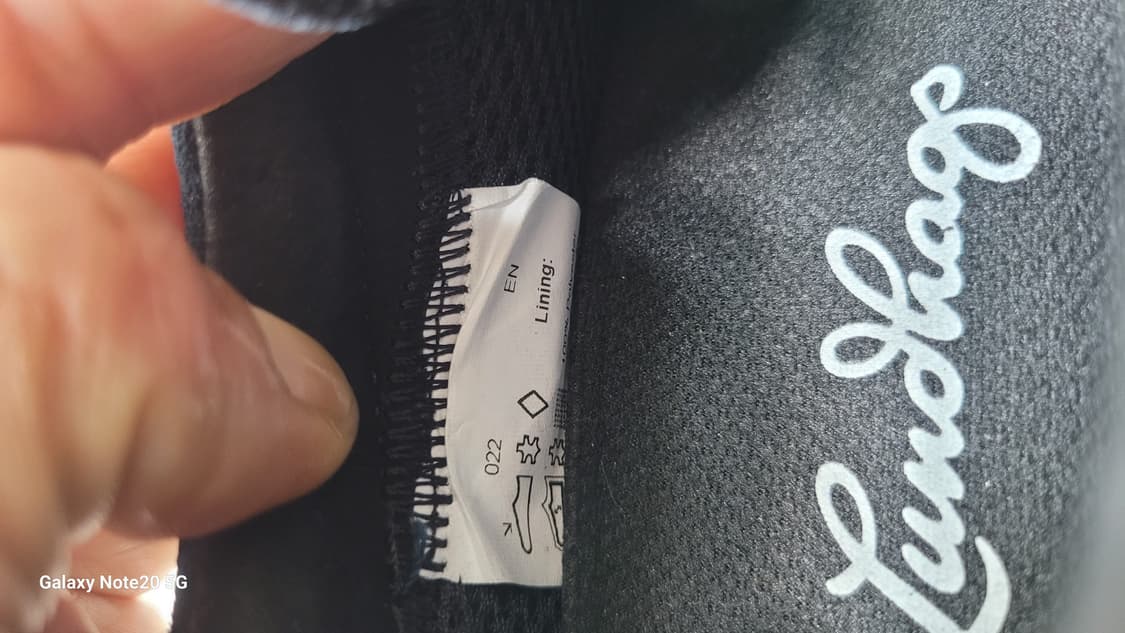 022
EN
Lining:
Lundhags
Galaxy Note20 5G